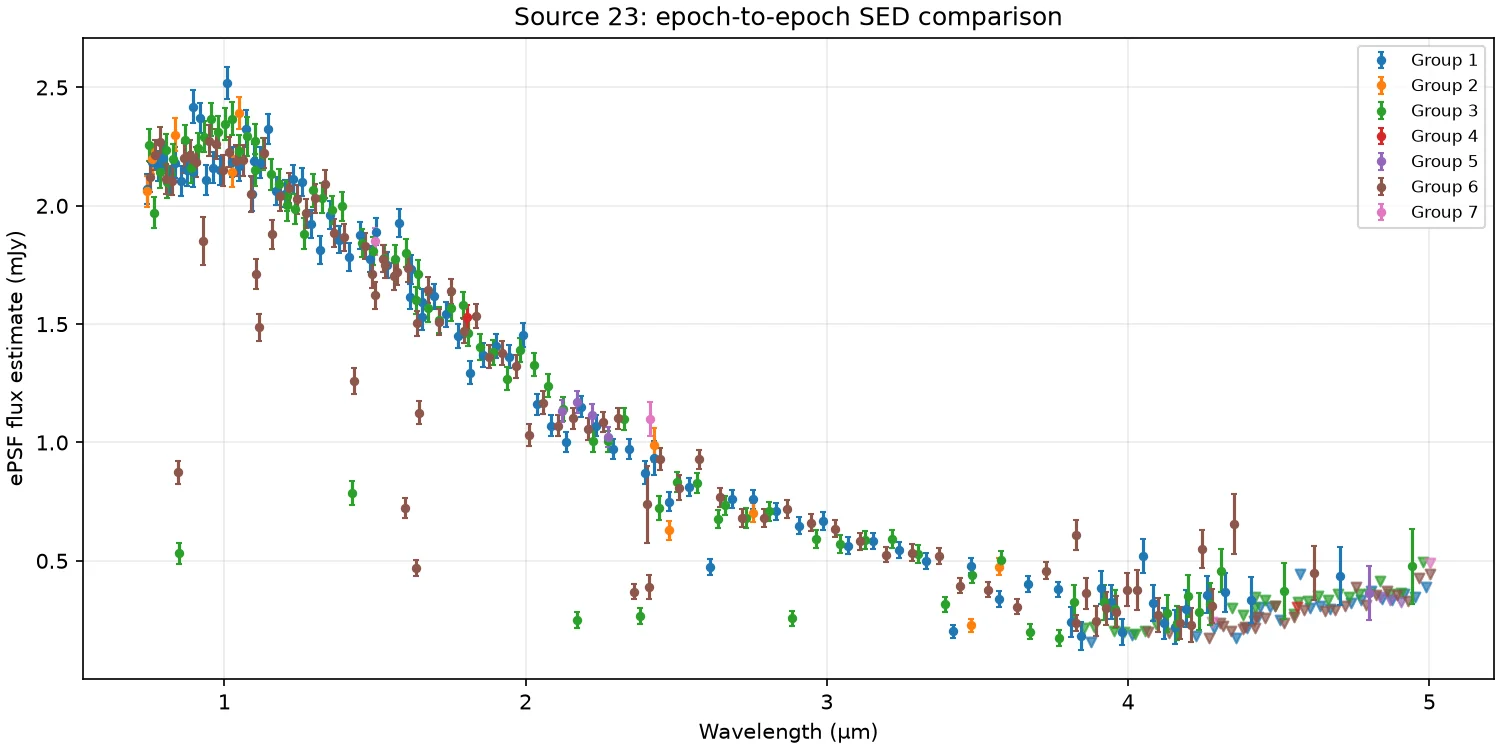 Source 23: epoch-to-epoch SED comparison
ePSF flux estimate (mJy)
2.5
2.0
1.5
1.0
0.5
Group 1
Group 2
Group 3
Group 4
Group 5
Group 6
Group 7
1 2 3 4 5
Wavelength (μm)